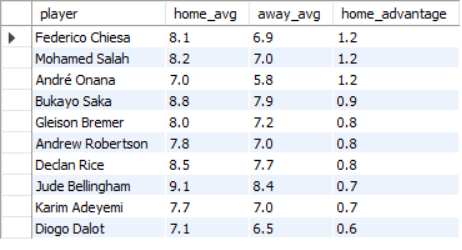 player home_avg away_avg home_advantage
Federico Chiesa 8.1 6.9 1.2
Mohamed Salah 8.2 7.0 1.2
André Onana 7.0 5.8 1.2
Bukayo Saka 8.8 7.9 0.9
Gleison Bremer 8.0 7.2 0.8
Andrew Robertson 7.8 7.0 0.8
Declan Rice 8.5 7.7 0.8
Jude Bellingham 9.1 8.4 0.7
Karim Adeyemi 7.7 7.0 0.7
Diogo Dalot 7.1 6.5 0.6